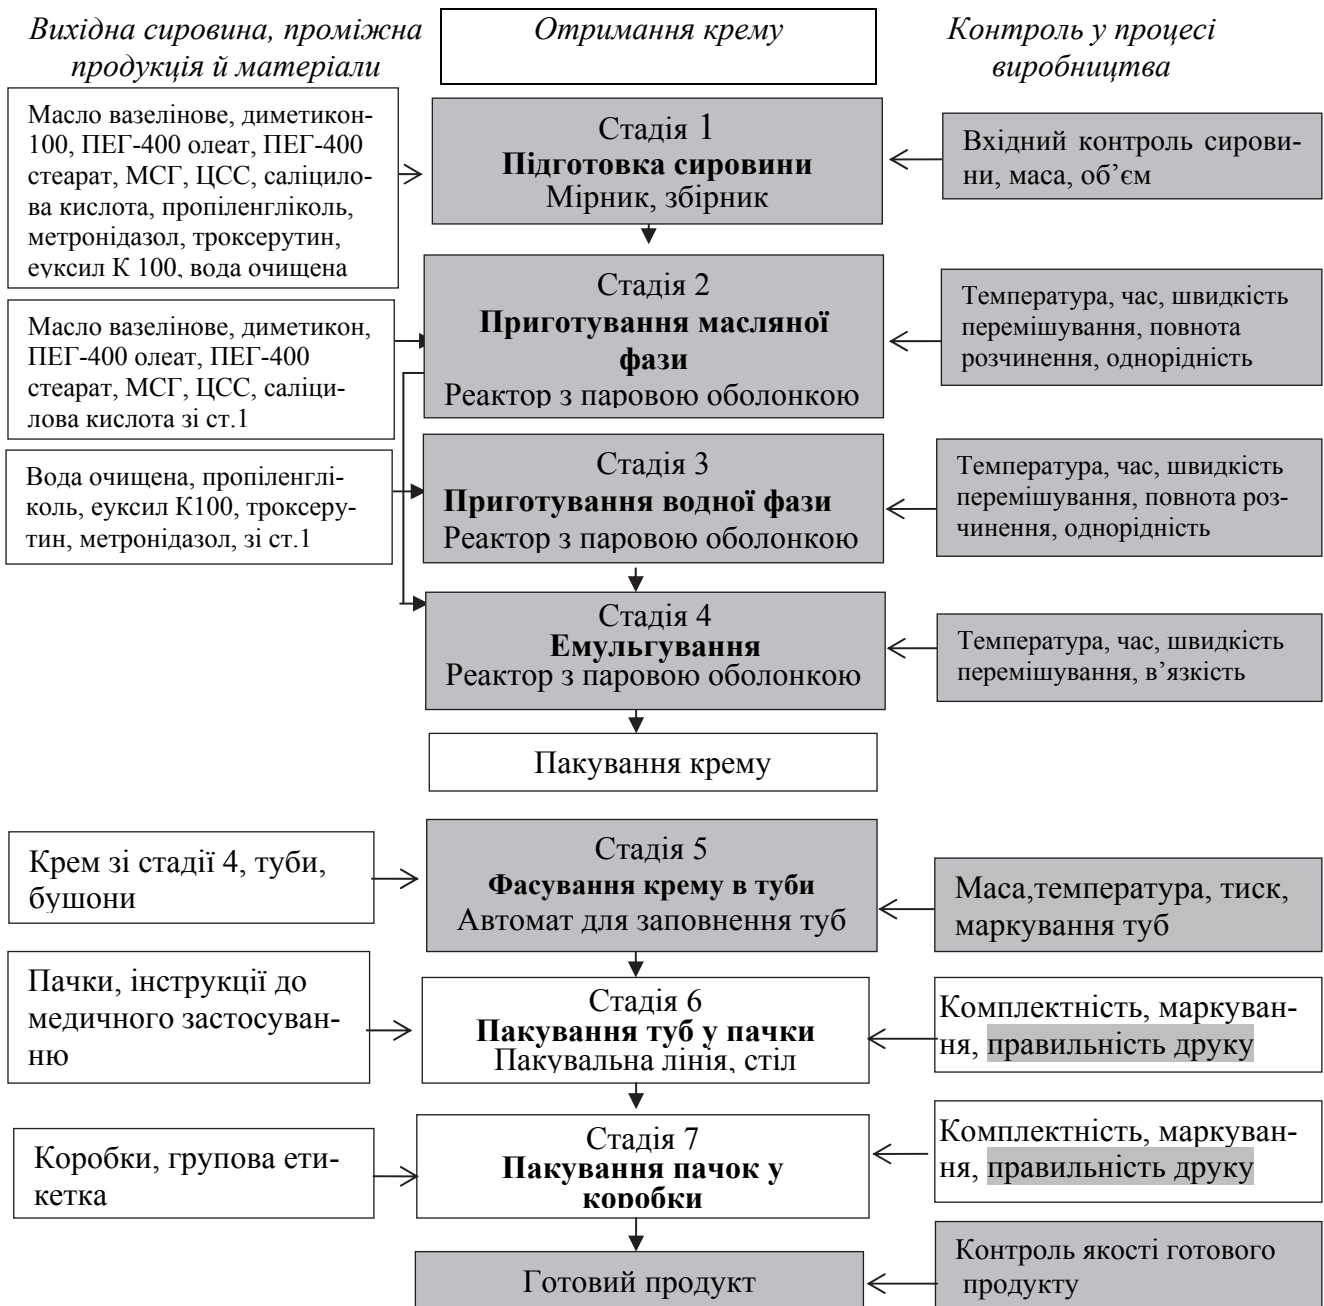 Вихідна сировина, проміжна
продукція й матеріали
Отримання крему
Контроль у процесі
виробництва
Масло вазелінове, диметикон-
100, ПЕГ-400 олеат, ПЕГ-400
стеарат, МСГ, ЦСС, саліцило-
ва кислота, пропіленгліколь,
метронідазол, троксерутин,
еуксил К 100, вода очищена
Стадія 1
Підготовка сировини
Мірник, збірник
Вхідний контроль сирови-
ни, маса, об’єм
Масло вазелінове, диметикон,
ПЕГ-400 олеат, ПЕГ-400
стеарат, МСГ, ЦСС, саліци-
лова кислота зі ст.1
Стадія 2
Приготування масляної
фази
Реактор з паровою оболонкою
Температура, час, швидкість
перемішування, повнота
розчинення, однорідність
Вода очищена, пропіленглі-
коль, еуксил К100, троксеру-
тин, метронідазол, зі ст.1
Стадія 3
Приготування водної фази
Реактор з паровою оболонкою
Температура, час, швидкість
перемішування, повнота роз-
чинення, однорідність
Стадія 4
Емульгування
Реактор з паровою оболонкою
Температура, час, швидкість
перемішування, в’язкість
Пакування крему
Крем зі стадії 4, туби,
бушони
Стадія 5
Фасування крему в туби
Автомат для заповнення туб
Маса,температура, тиск,
маркування туб
Пачки, інструкції до
медичного застосуван-
ню
Стадія 6
Пакування туб у пачки
Пакувальна лінія, стіл
Комплектність, маркуван-
ня, правильність друку
Коробки, групова ети-
кетка
Стадія 7
Пакування пачок у
коробки
Комплектність, маркуван-
ня, правильність друку
Готовий продукт
Контроль якості готового
продукту